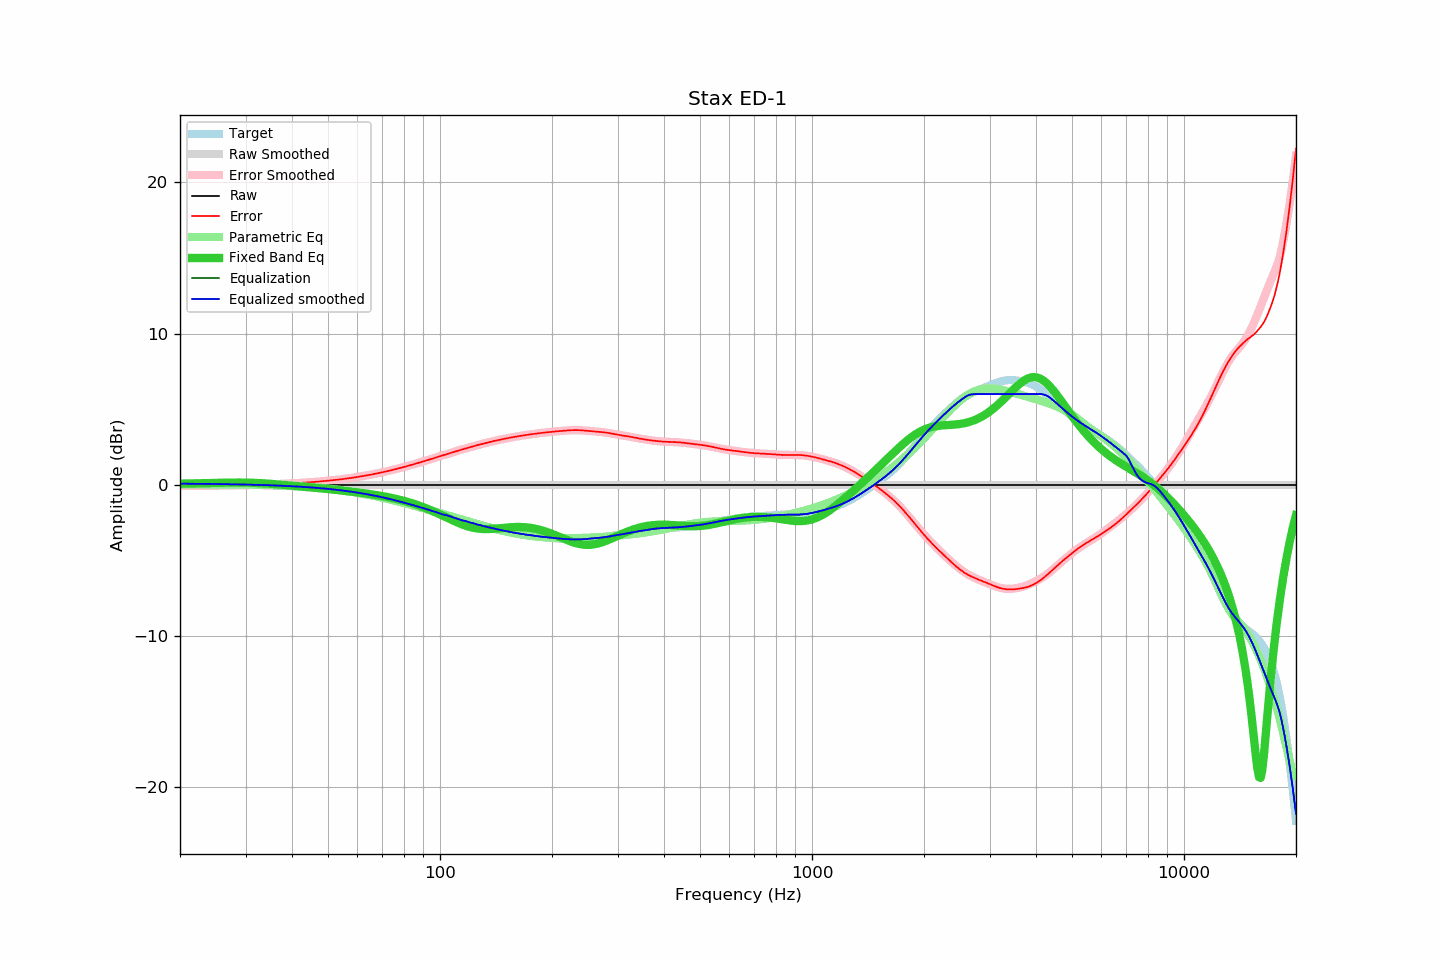 Stax ED-1
Target
Raw Smoothed
Error Smoothed
Raw
Error
Parametric Eq
Fixed Band Eq
Equalization
Equalized smoothed
20
10
0
−10
−20
Amplitude (dBr)
100
1000
10000
Frequency (Hz)